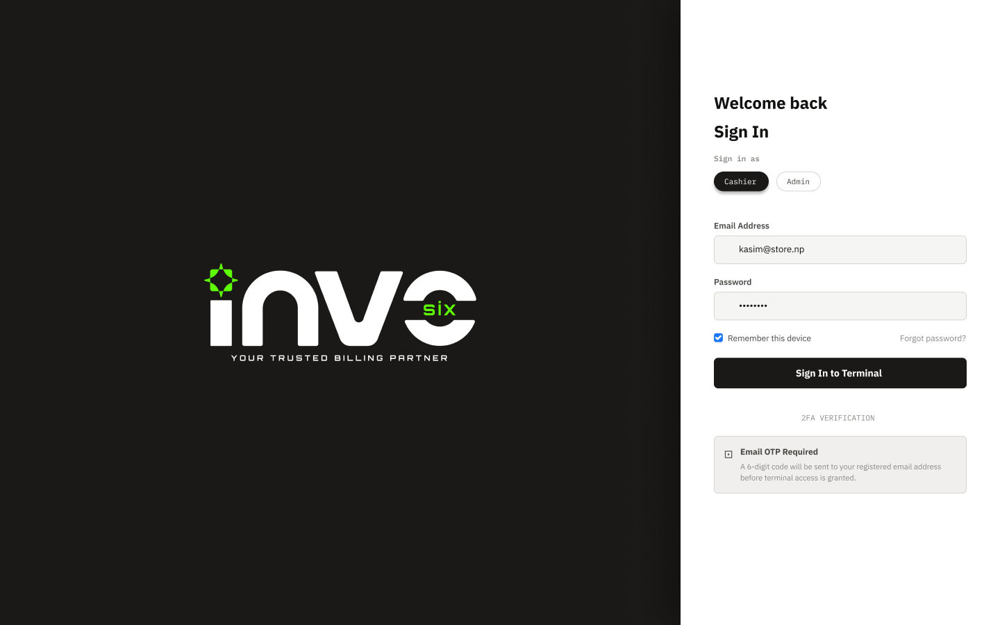 invo
six
YOUR TRUSTED BILLING PARTNER
Welcome back
Sign In
Sign in as
Cashier Admin
Email Address
kasim@store.np
Password
••••••••
Remember this device Forgot password?
Sign In to Terminal
2FA VERIFICATION
Email OTP Required
A 6-digit code will be sent to your registered email address
before terminal access is granted.